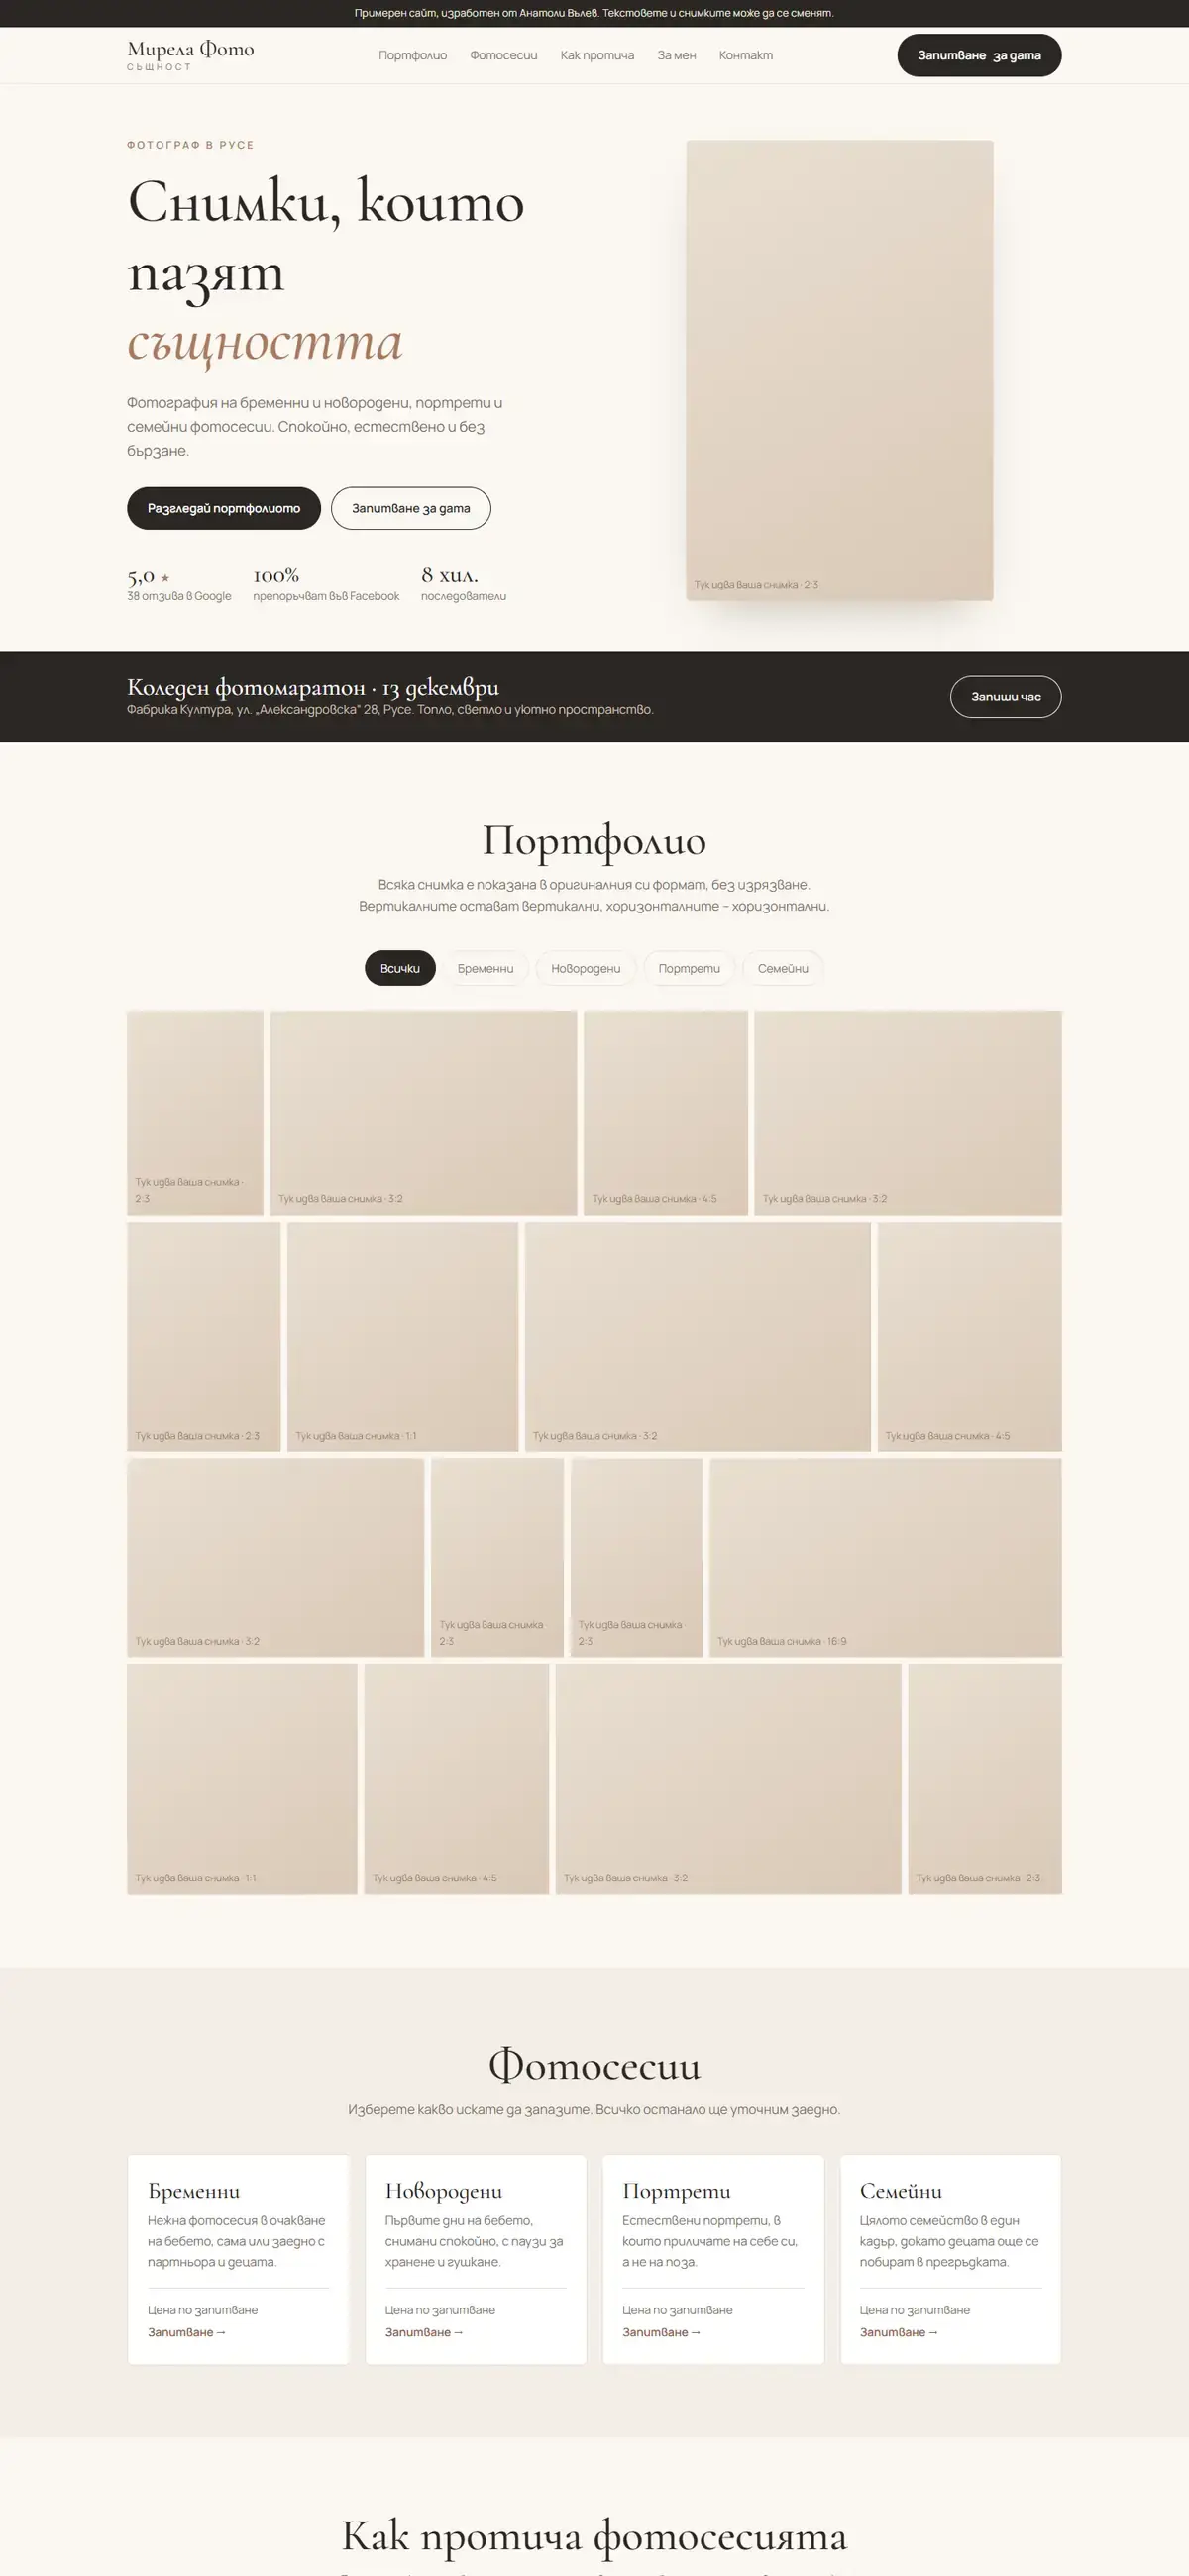 Примерен сайт, изработен от Анатоли Вълев. Текстовете и снимките може да се сменят.
Мирела Фото
СЪЩНОСТ
Портфолио
Фотосесии
Как протича
За мен
Контакт
Запитване за дата
ФОТОГРАФ В РУСЕ
Снимки, които
пазят
същността
Фотография на бременни и новородени, портрети и
семейни фотосесии. Спокойно, естествено и без
бързане.
Разгледай портфолиото
Запитване за дата
5,0 ★
38 отзива в Google
100%
препоръчват във Facebook
8 хил.
последователи
Тук идва ваша снимка · 2:3
Коледен фотомаратон · 13 декември
Фабрика Култура, ул. „Александровска“ 28, Русе. Топло, светло и уютно пространство.
Запиши час
Портфолио
Всяка снимка е показана в оригиналния си формат, без изрязване.
Вертикалните остават вертикални, хоризонталните – хоризонтални.
Всички
Бременни
Новородени
Портрети
Семейни
Тук идва ваша снимка ·
2:3
Тук идва ваша снимка · 3:2
Тук идва ваша снимка · 4:5
Тук идва ваша снимка · 3:2
Тук идва ваша снимка · 2:3
Тук идва ваша снимка · 1:1
Тук идва ваша снимка · 3:2
Тук идва ваша снимка · 4:5
Тук идва ваша снимка · 3:2
Тук идва ваша снимка ·
2:3
Тук идва ваша снимка ·
2:3
Тук идва ваша снимка · 16:9
Тук идва ваша снимка · 1:1
Тук идва ваша снимка · 4:5
Тук идва ваша снимка · 3:2
Тук идва ваша снимка · 2:3
Фотосесии
Изберете какво искате да запазите. Всичко останало ще уточним заедно.
Бременни
Нежна фотосесия в очакване
на бебето, сама или заедно с
партньора и децата.
Цена по запитване
Запитване →
Новородени
Първите дни на бебето,
снимани спокойно, с паузи за
хранене и гушкане.
Цена по запитване
Запитване →
Портрети
Естествени портрети, в
които приличате на себе си,
а не на поза.
Цена по запитване
Запитване →
Семейни
Цялото семейство в един
кадър, докато децата още се
побират в прегръдката.
Цена по запитване
Запитване →
Как протича фотосесията